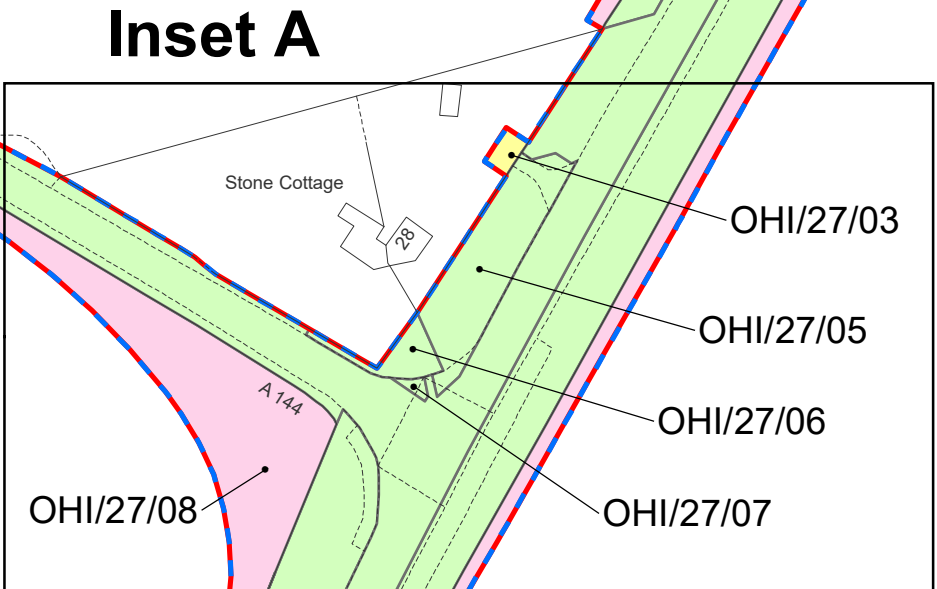 Inset A
Stone Cottage
28
OHI/27/03
OHI/27/05
A 144
OHI/27/06
OHI/27/08
OHI/27/07